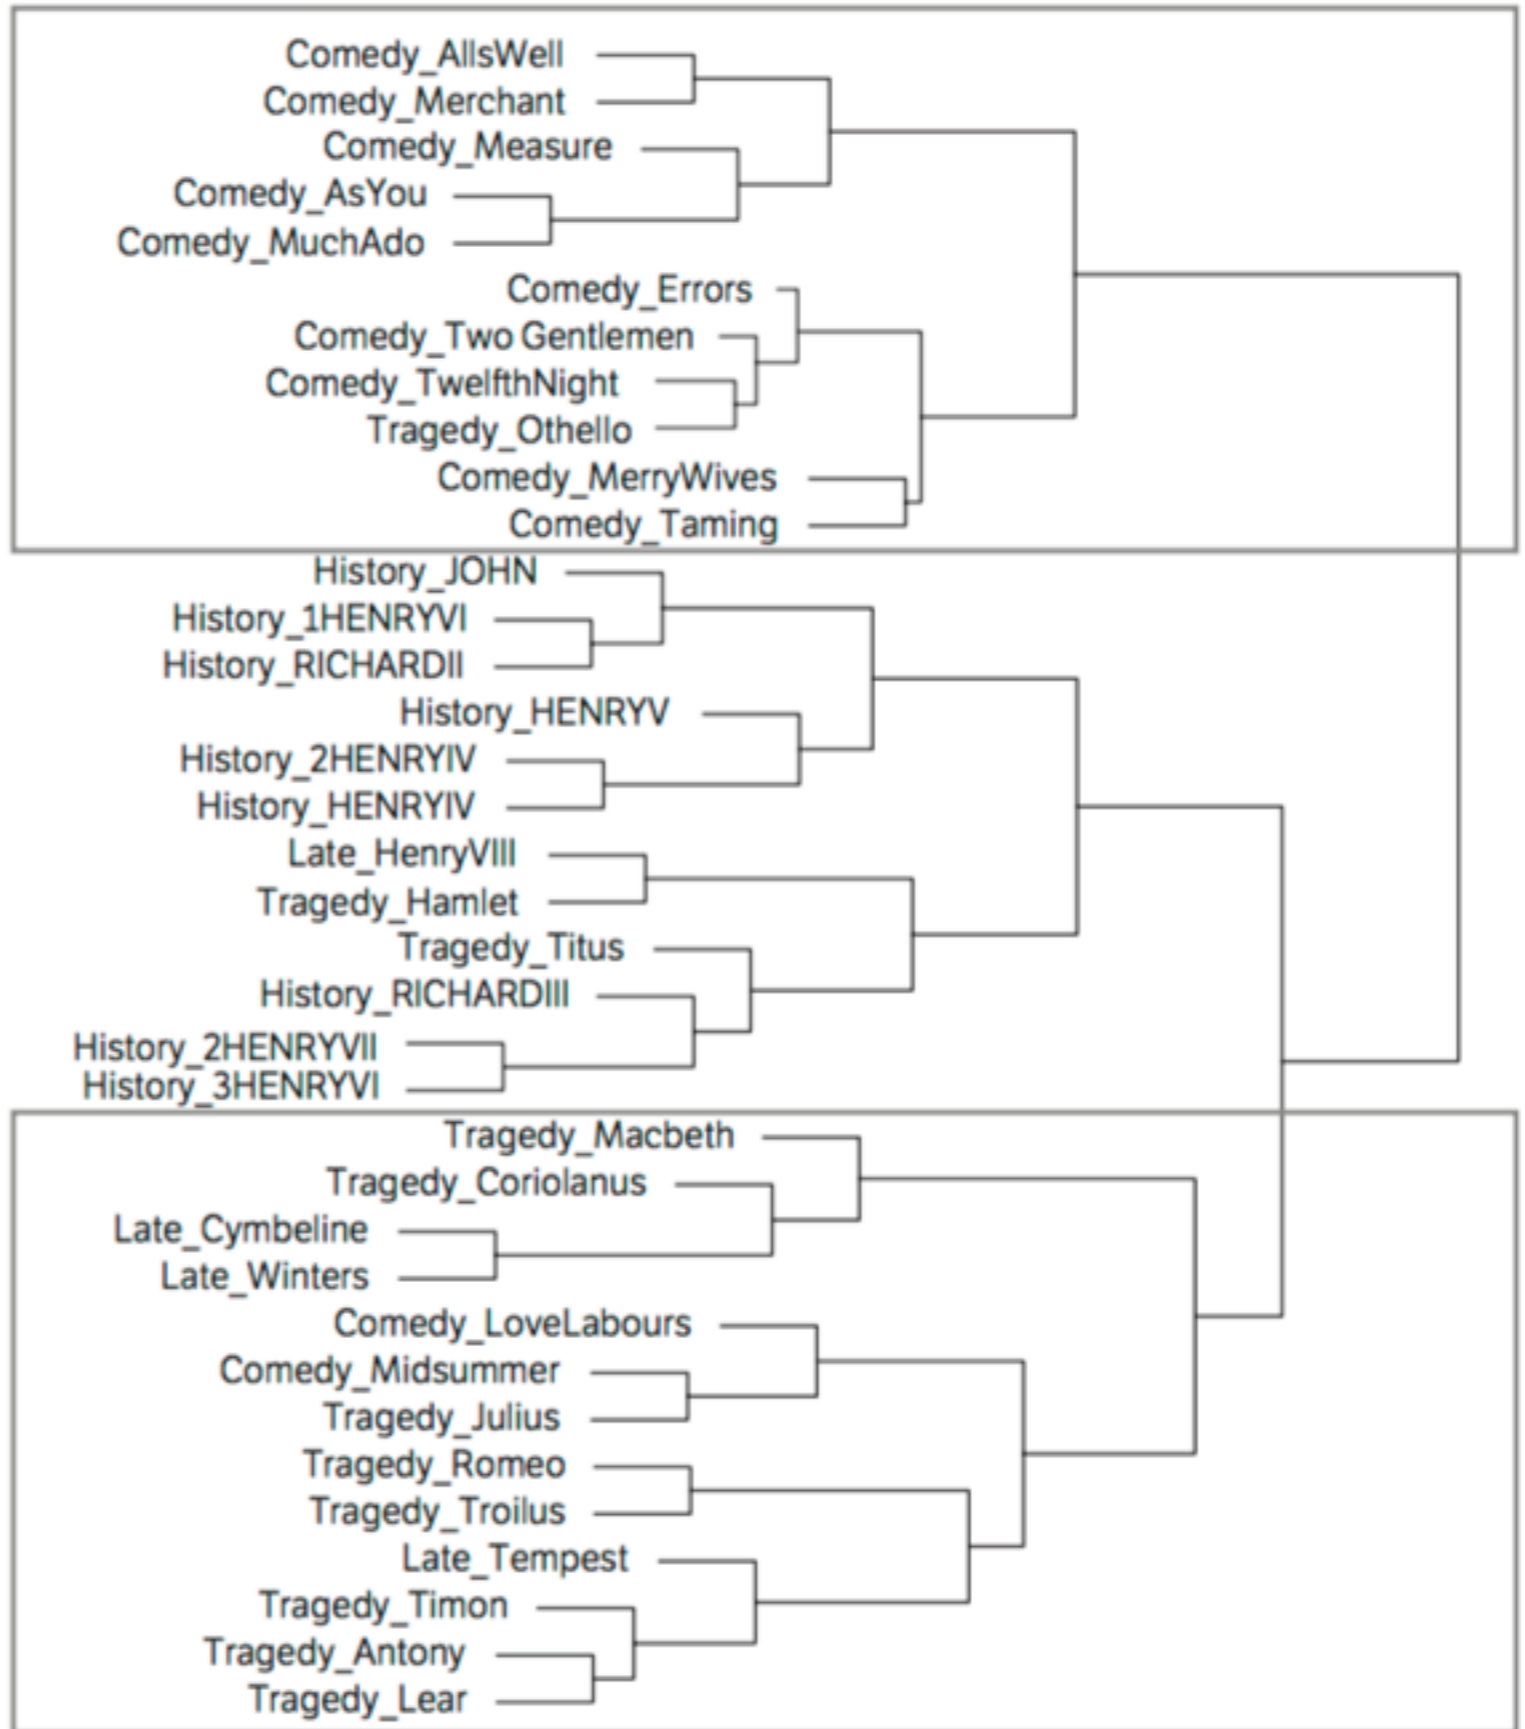 Comedy_AllsWell
Comedy_Merchant
Comedy_Measure
Comedy_AsYou
Comedy_MuchAdo
Comedy_Errors
Comedy_Two Gentlemen
Comedy_TwelfthNight
Tragedy_Othello
Comedy_MerryWives
Comedy_Taming
History_JOHN
History_1HENRYVI
History_RICHARDII
History_HENRYV
History_2HENRYIV
History_HENRYIV
Late_HenryVIII
Tragedy_Hamlet
Tragedy_Titus
History_RICHARDIII
History_2HENRYVII
History_3HENRYVI
Tragedy_Macbeth
Tragedy_Coriolanus
Late_Cymbeline
Late_Winters
Comedy_LoveLabours
Comedy_Midsummer
Tragedy_Julius
Tragedy_Romeo
Tragedy_Troilus
Late_Tempest
Tragedy_Timon
Tragedy_Antony
Tragedy_Lear